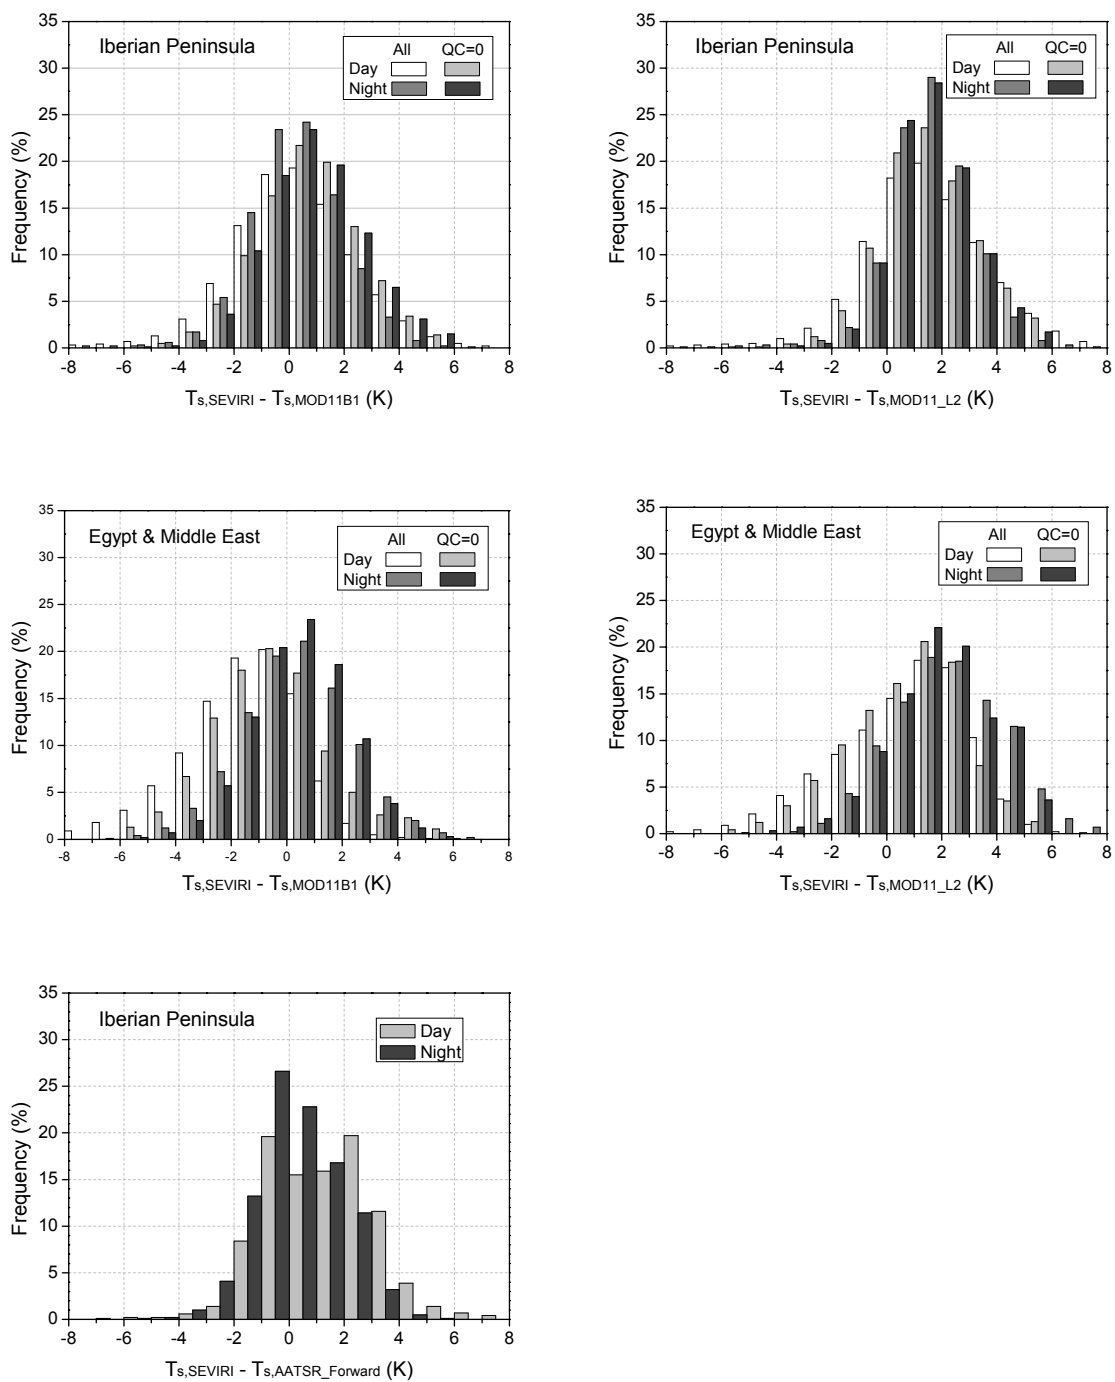 Iberian Peninsula
All QC=0
Day
Night
35
30
25
20
15
10
5
0
Frequency (%)
-8 -6 -4 -2 0 2 4 6 8
Ts,SEVIRI - Ts,MOD11B1 (K)
Iberian Peninsula
All QC=0
Day
Night
35
30
25
20
15
10
5
0
Frequency (%)
-8 -6 -4 -2 0 2 4 6 8
Ts,SEVIRI - Ts,MOD11_L2 (K)
Egypt & Middle East
All QC=0
Day
Night
35
30
25
20
15
10
5
0
Frequency (%)
-8 -6 -4 -2 0 2 4 6 8
Ts,SEVIRI - Ts,MOD11B1 (K)
Egypt & Middle East
All QC=0
Day
Night
35
30
25
20
15
10
5
0
Frequency (%)
-8 -6 -4 -2 0 2 4 6 8
Ts,SEVIRI - Ts,MOD11_L2 (K)
Iberian Peninsula
Day
Night
35
30
25
20
15
10
5
0
Frequency (%)
-8 -6 -4 -2 0 2 4 6 8
Ts,SEVIRI - Ts,AATSR_Forward (K)